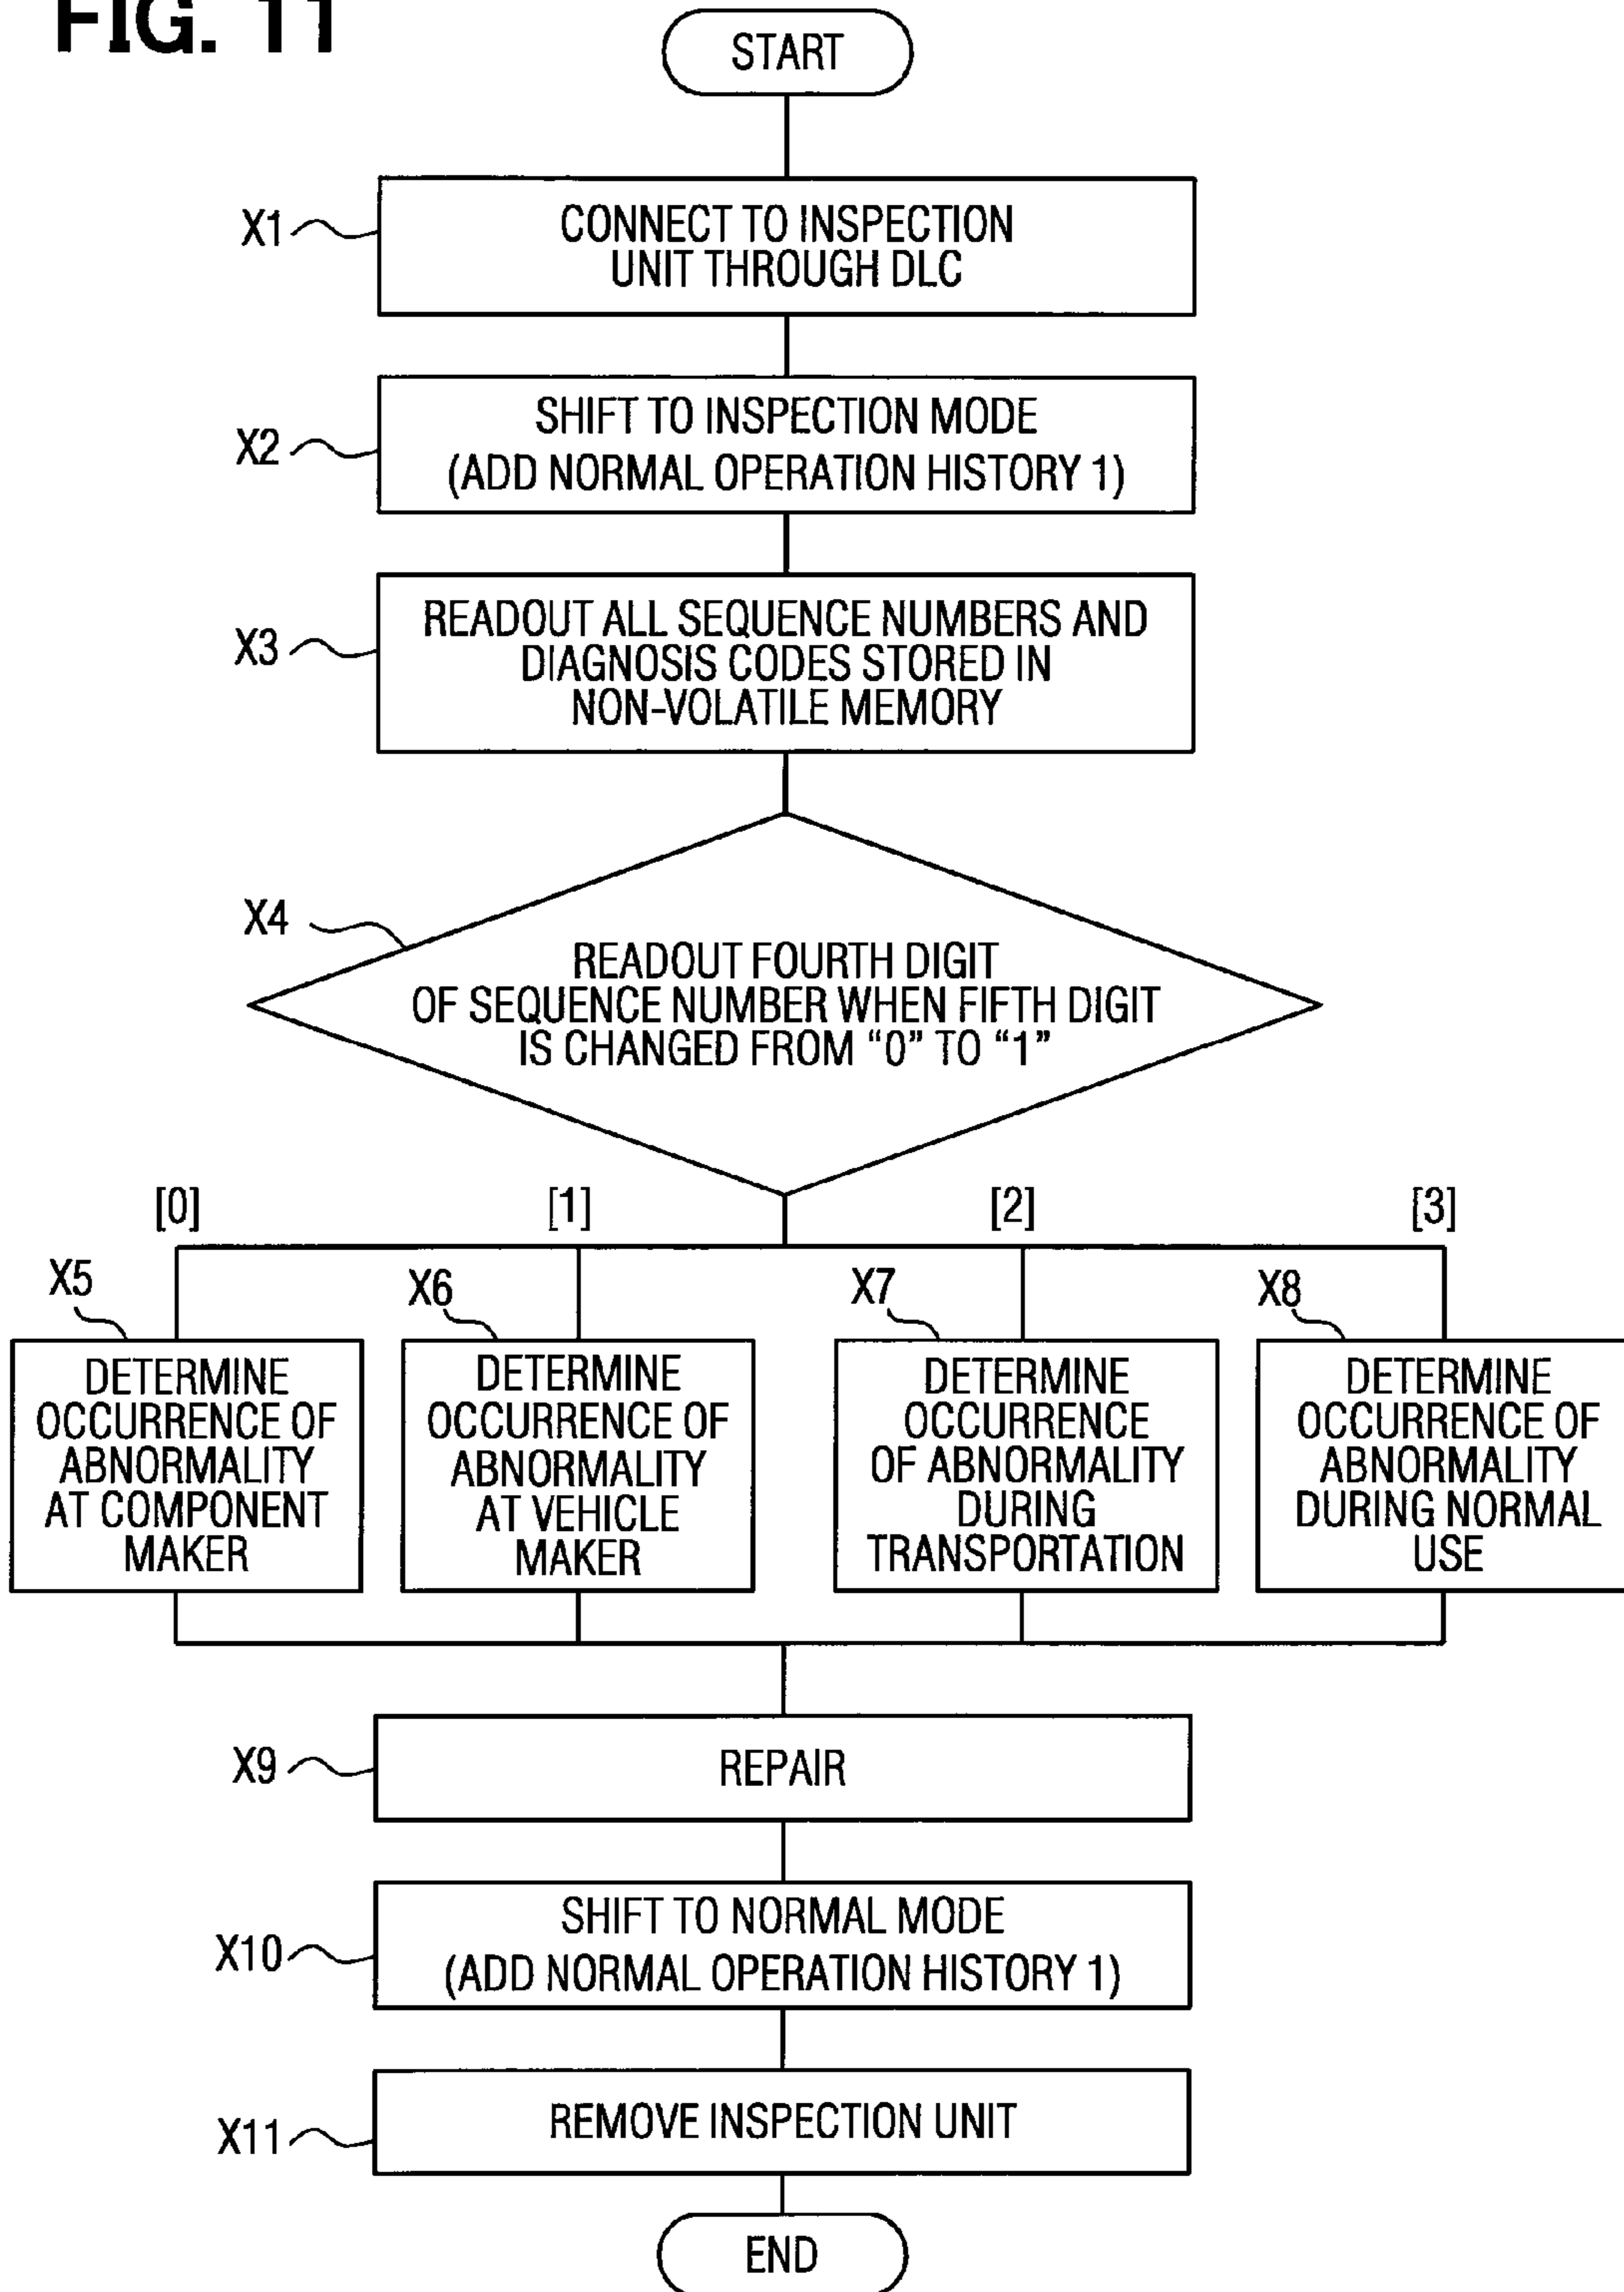 FIG. 11
START
X1
CONNECT TO INSPECTION
UNIT THROUGH DLC
X2
SHIFT TO INSPECTION MODE
(ADD NORMAL OPERATION HISTORY 1)
X3
READOUT ALL SEQUENCE NUMBERS AND
DIAGNOSIS CODES STORED IN
NON-VOLATILE MEMORY
X4
READOUT FOURTH DIGIT
OF SEQUENCE NUMBER WHEN FIFTH DIGIT
IS CHANGED FROM “0” TO “1”
[0]
[1]
[2]
[3]
X5
DETERMINE
OCCURRENCE OF
ABNORMALITY
AT COMPONENT
MAKER
X6
DETERMINE
OCCURRENCE OF
ABNORMALITY
AT VEHICLE
MAKER
X7
DETERMINE
OCCURRENCE
OF ABNORMALITY
DURING
TRANSPORTATION
X8
DETERMINE
OCCURRENCE OF
ABNORMALITY
DURING NORMAL
USE
X9
REPAIR
X10
SHIFT TO NORMAL MODE
(ADD NORMAL OPERATION HISTORY 1)
X11
REMOVE INSPECTION UNIT
END